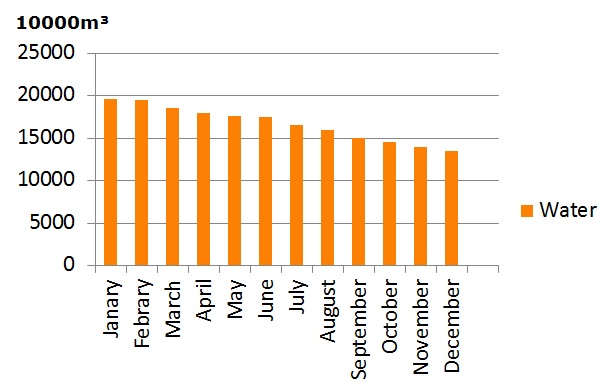 10000m³
25000
20000
15000
10000
5000
0
Janary
Febrary
March
April
May
June
July
August
September
October
November
December
Water